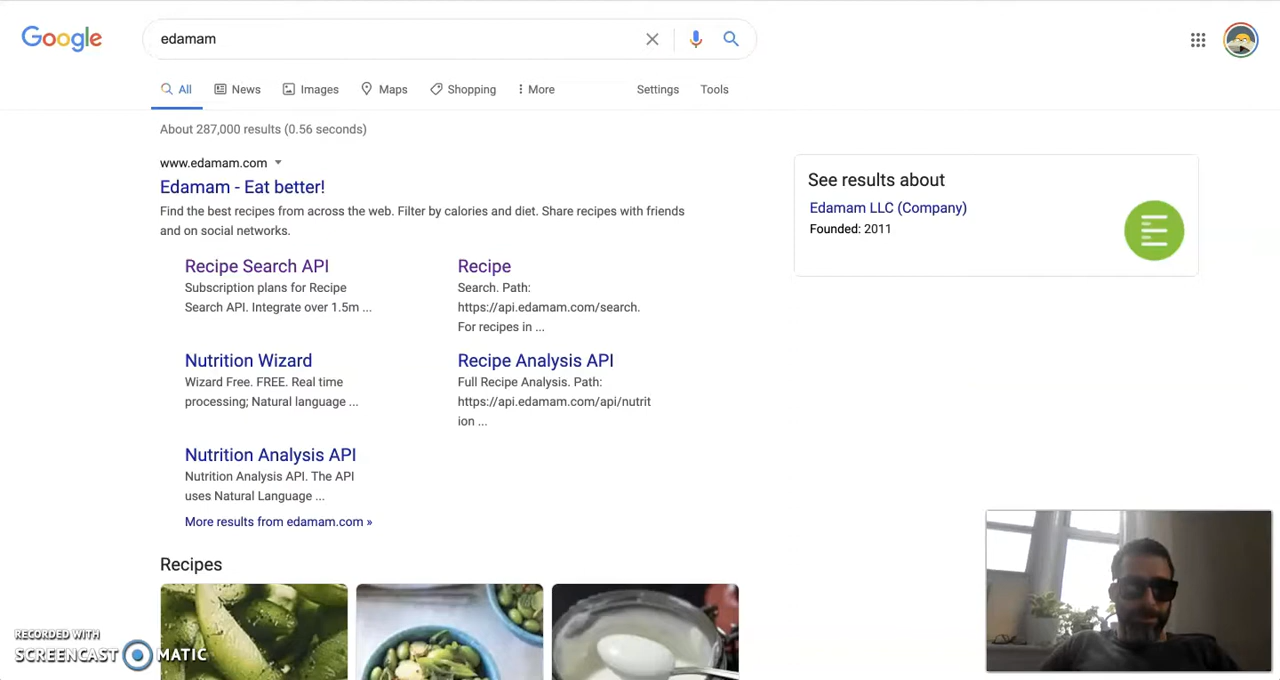 Google
edamam
All
News
Images
Maps
Shopping
More
Settings
Tools
About 287,000 results (0.56 seconds)
www.edamam.com
Edamam - Eat better!
Find the best recipes from across the web. Filter by calories and diet. Share recipes with friends
and on social networks.
Recipe Search API
Subscription plans for Recipe
Search API. Integrate over 1.5m ...
Recipe
Search. Path:
https://api.edamam.com/search.
For recipes in ...
Nutrition Wizard
Wizard Free. FREE. Real time
processing; Natural language ...
Recipe Analysis API
Full Recipe Analysis. Path:
https://api.edamam.com/api/nutrit
ion ...
Nutrition Analysis API
Nutrition Analysis API. The API
uses Natural Language ...
More results from edamam.com »
See results about
Edamam LLC (Company)
Founded: 2011
Recipes
RECORDED WITH
SCREENCAST MATIC